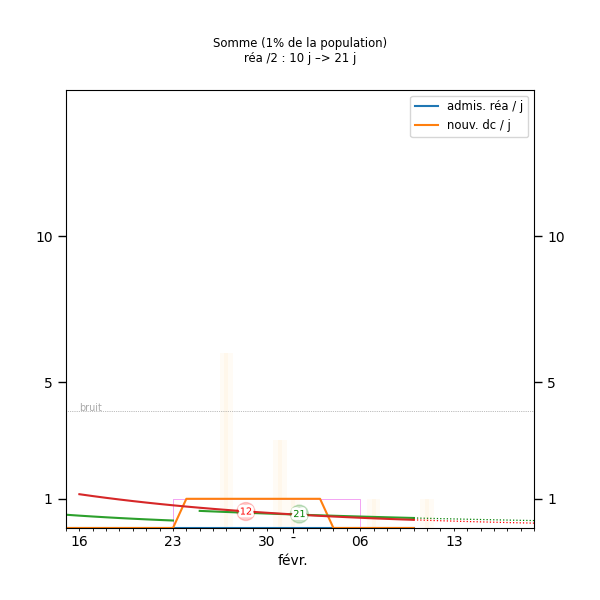 Somme (1% de la population)
réa /2 : 10 j –> 21 j
admis. réa / j
nouv. dc / j
10
10
5
5
bruit
1
1
12
21
16
23
30
-
06
13
févr.